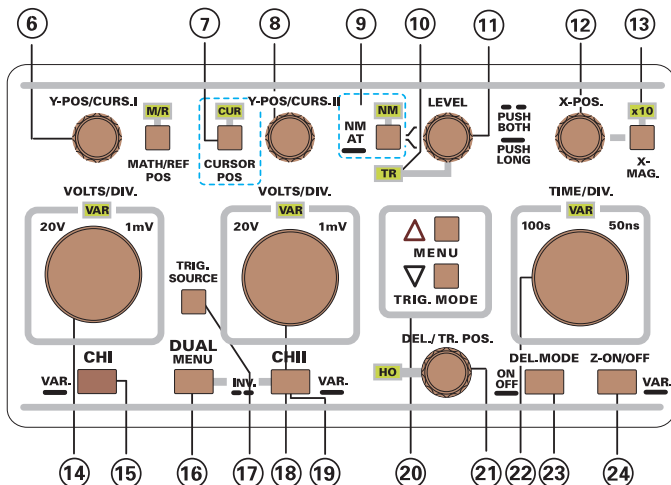 6 7 8 9 10 11 12 13
Y-POS/CURS.I
M/R
MATH/REF
POS
CUR
CURSOR
POS
Y-POS/CURS.II
NM
AT
NM
TR
LEVEL
PUSH
BOTH
PUSH
LONG
X-POS.
x10
X-
MAG.
VOLTS/DIV.
VAR
20V 1mV
TRIG.
SOURCE
VOLTS/DIV.
VAR
20V 1mV
MENU
TRIG. MODE
TIME/DIV.
VAR
100s 50ns
CHI
VAR.
DUAL
MENU
INV.
CHII
VAR.
DEL./ TR. POS.
HO
ON
OFF
DEL.MODE
Z-ON/OFF
VAR.
14 15 16 17 18 19 20 21 22 23 24